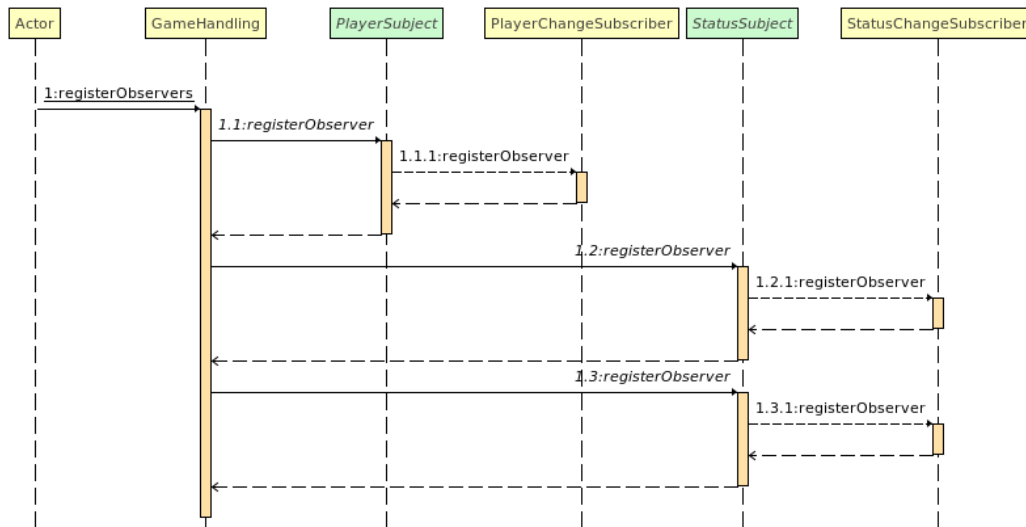 Actor
GameHandling
PlayerSubject
PlayerChangeSubscriber
StatusSubject
StatusChangeSubscriber
1:registerObservers
1.1:registerObserver
1.1.1:registerObserver
1.2:registerObserver
1.2.1:registerObserver
1.3:registerObserver
1.3.1:registerObserver